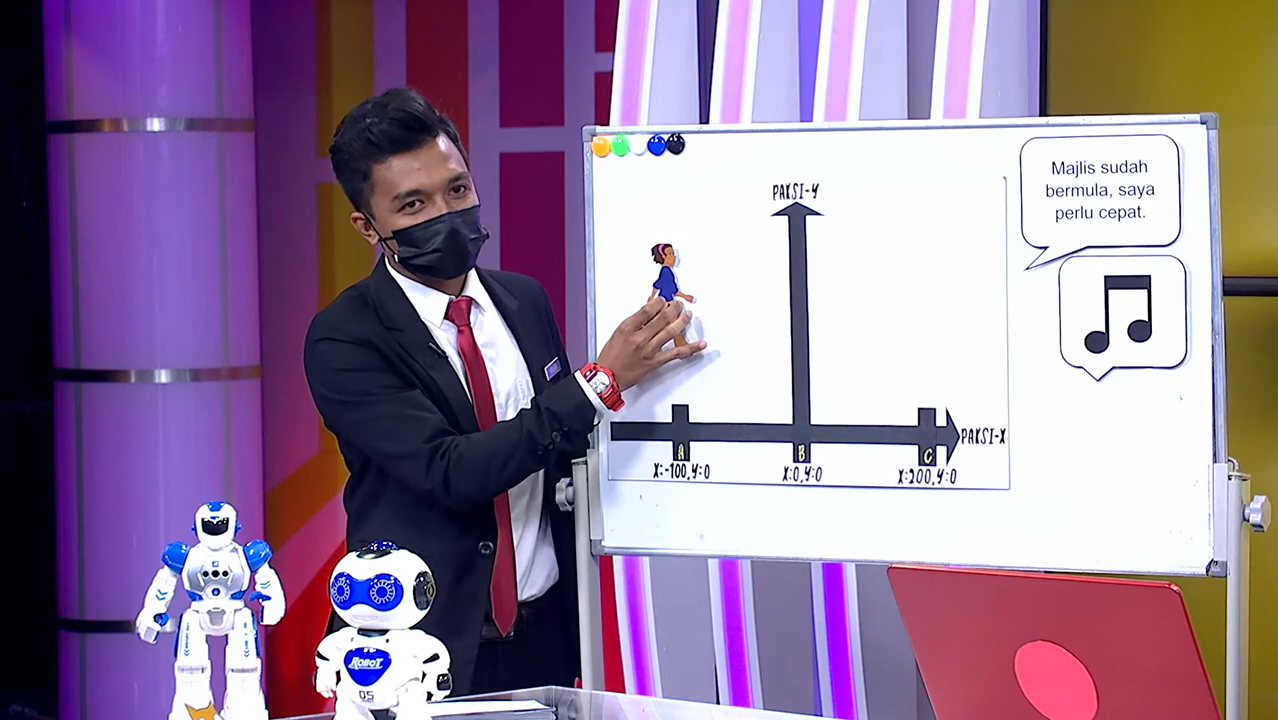 Majlis sudah
bermula, saya
perlu cepat.
PAKSI-Y
PAKSI-X
A
B
C
X:-100,Y:0
X:0,Y:0
X:200,Y:0
ROBOT
05